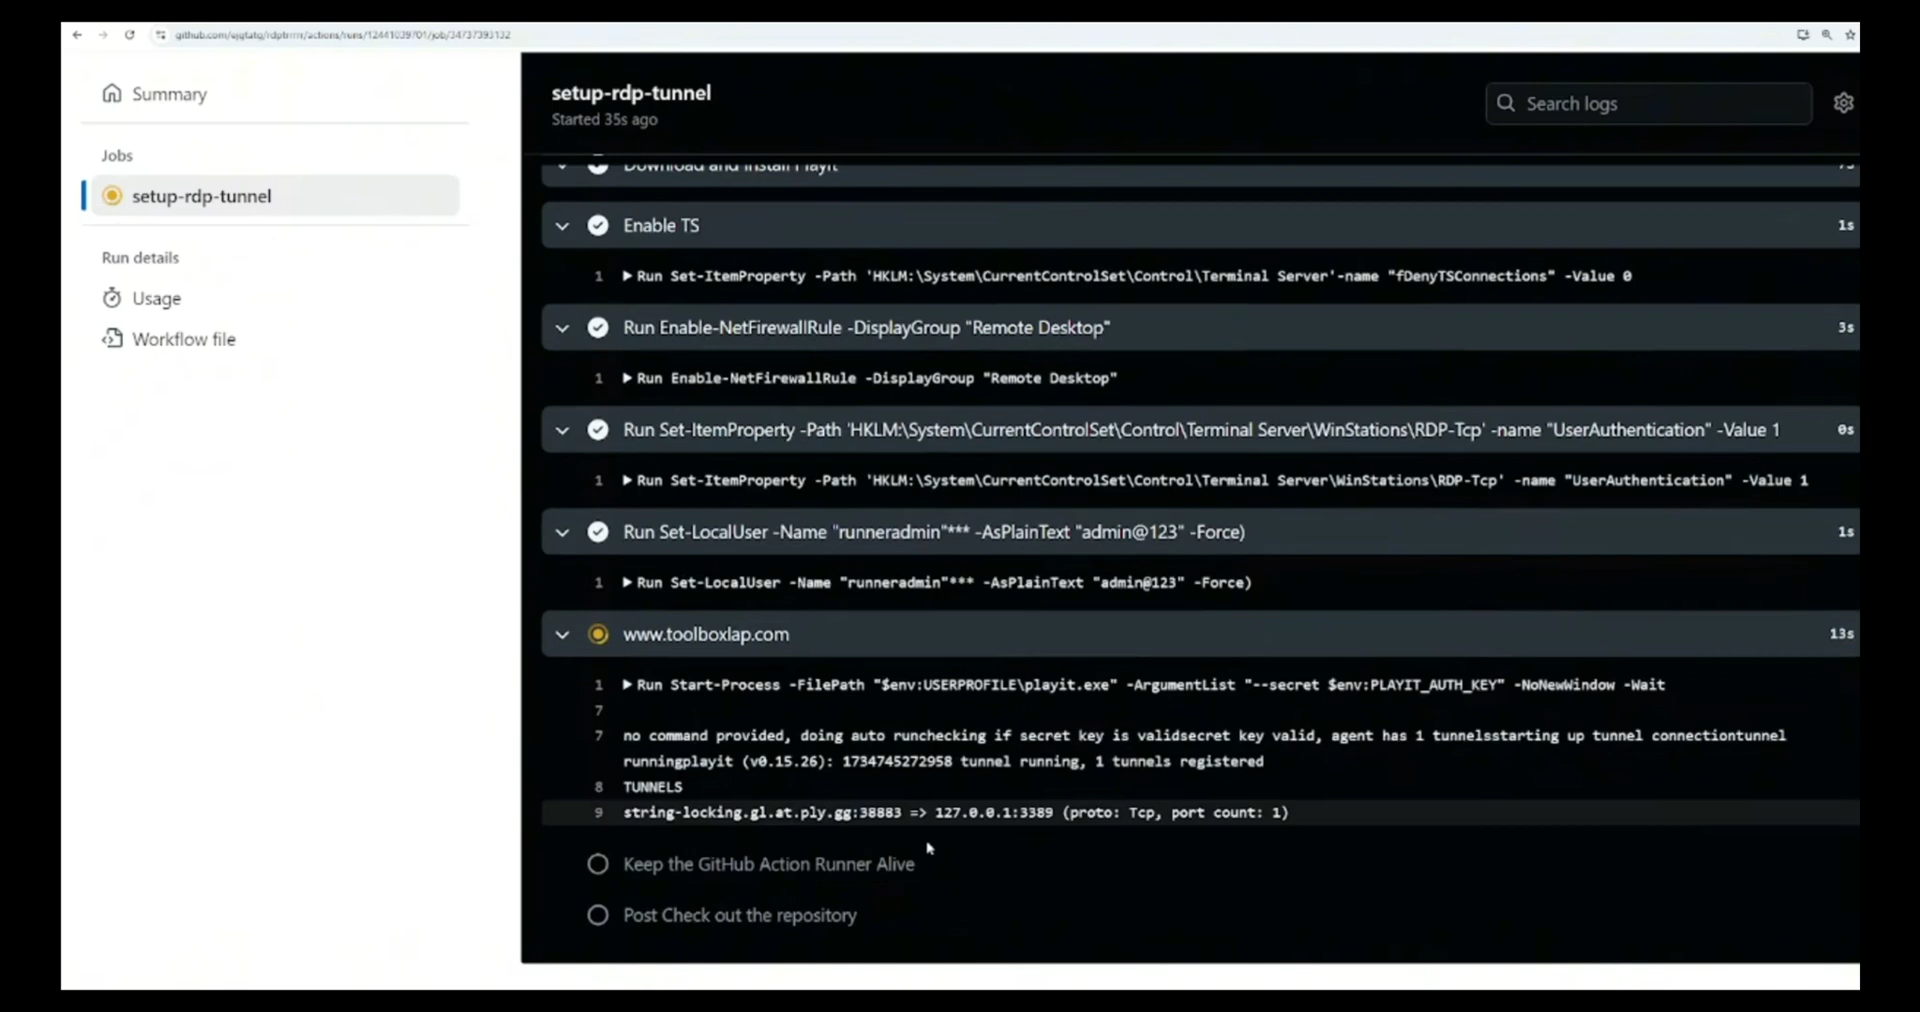 Summary
Jobs
setup-rdp-tunnel
Run details
Usage
Workflow file
setup-rdp-tunnel
Started 35s ago
Search logs
Download and Install Playit
Enable TS 1s
1 Run Set-ItemProperty -Path 'HKLM:\System\CurrentControlSet\Control\Terminal Server'-name "fDenyTSConnections" -Value 0
Run Enable-NetFirewallRule -DisplayGroup "Remote Desktop" 3s
1 Run Enable-NetFirewallRule -DisplayGroup "Remote Desktop"
Run Set-ItemProperty -Path 'HKLM:\System\CurrentControlSet\Control\Terminal Server\WinStations\RDP-Tcp' -name "UserAuthentication" -Value 1 0s
1 Run Set-ItemProperty -Path 'HKLM:\System\CurrentControlSet\Control\Terminal Server\WinStations\RDP-Tcp' -name "UserAuthentication" -Value 1
Run Set-LocalUser -Name "runneradmin"*** -AsPlainText "admin@123" -Force) 1s
1 Run Set-LocalUser -Name "runneradmin"*** -AsPlainText "admin@123" -Force)
www.toolboxlap.com 13s
1 Run Start-Process -FilePath "$env:USERPROFILE\playit.exe" -ArgumentList "--secret $env:PLAYIT_AUTH_KEY" -NoNewWindow -Wait
7
7 no command provided, doing auto runchecking if secret key is validsecret key valid, agent has 1 tunnelsstarting up tunnel connectiontunnel
runningplayit (v0.15.26): 1734745272958 tunnel running, 1 tunnels registered
8 TUNNELS
9 string-locking.gl.at.ply.gg:38883 => 127.0.0.1:3389 (proto: Tcp, port count: 1)
Keep the GitHub Action Runner Alive
Post Check out the repository